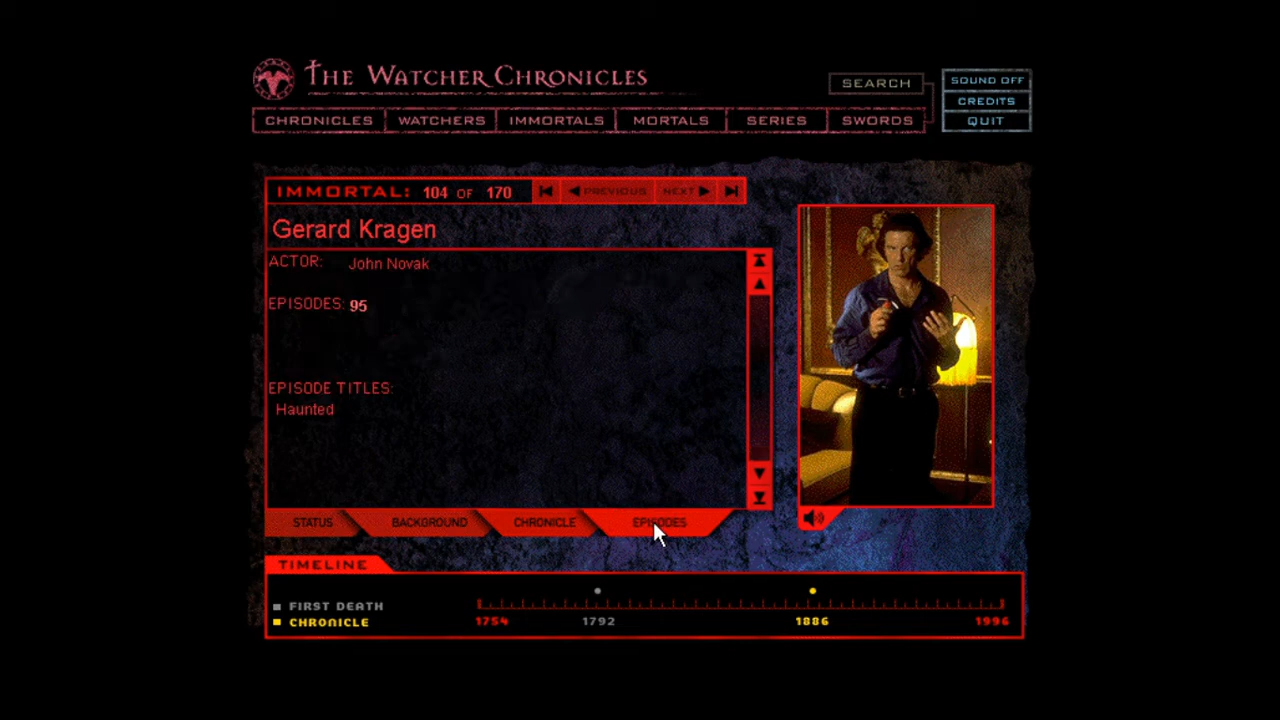 THE WATCHER CHRONICLES
SEARCH
SOUND OFF
CREDITS
QUIT
CHRONICLES WATCHERS IMMORTALS MORTALS SERIES SWORDS
IMMORTAL: 104 OF 170 PREVIOUS NEXT
Gerard Kragen
ACTOR: John Novak
EPISODES: 95
EPISODE TITLES:
Haunted
STATUS BACKGROUND CHRONICLE EPISODES
TIMELINE
FIRST DEATH
CHRONICLE
1754 1792 1886 1996